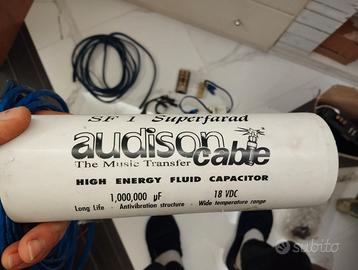 SF 1 Superfarad
audison
cable
The Music Transfer
HIGH ENERGY FLUID CAPACITOR
1,000,000 µF 18 VDC
Long Life - Antivibration structure - Wide temperature range
subito